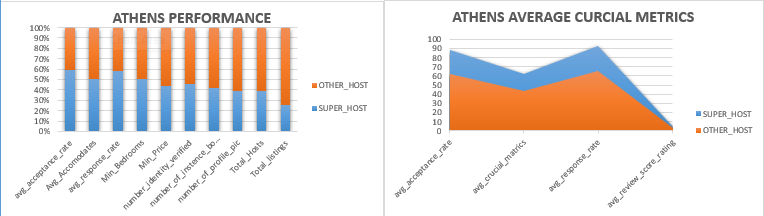 ATHENS PERFORMANCE
100%
90%
80%
70%
60%
50%
40%
30%
20%
10%
0%
avg_acceptance_rate
Avg_Accomodates
avg_response_rate
Min_Bedrooms
Min_Price
number_identity_verified
number_of_instence_bo...
number_of_profile_pic
Total_Hosts
Total_listings
OTHER_HOST
SUPER_HOST
ATHENS AVERAGE CURCIAL METRICS
100
90
80
70
60
50
40
30
20
10
0
avg_acceptance_rate
avg_crucial_metrics
avg_response_rate
avg_review_score_rating
SUPER_HOST
OTHER_HOST